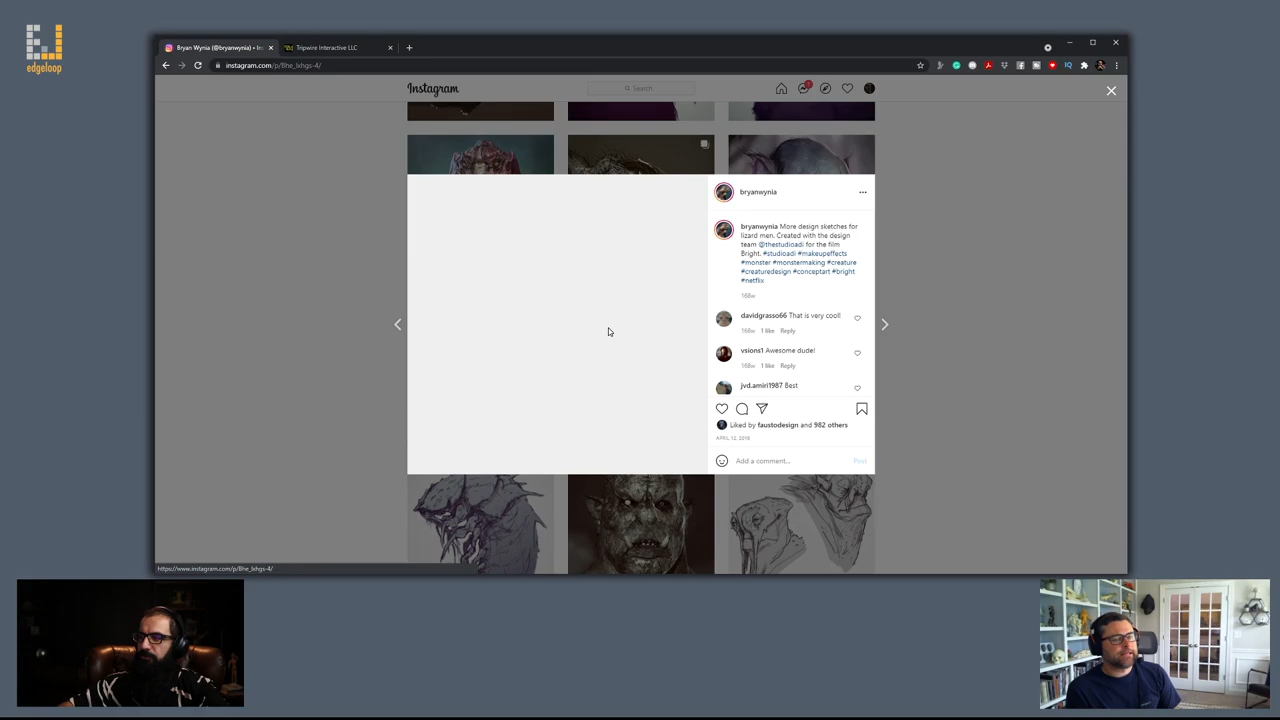 edgeloop
Bryan Wynia (@bryanwynia) • In
Tripwire Interactive LLC
instagram.com/p/Bhe_lxhgs-4/
Instagram
Search
bryanwynia
bryanwynia More design sketches for
lizard men. Created with the design
team @thestudioadi for the film
Bright. #studioadi #makeupeffects
#monster #monstermaking #creature
#creaturedesign #conceptart #bright
#netflix
168w
davidgrasso66 That is very cool!
168w 1 like Reply
vsions1 Awesome dude!
168w 1 like Reply
jvd.amiri1987 Best
Liked by faustodesign and 982 others
APRIL 12, 2018
Add a comment...
Post
https://www.instagram.com/p/Bhe_lxhgs-4/